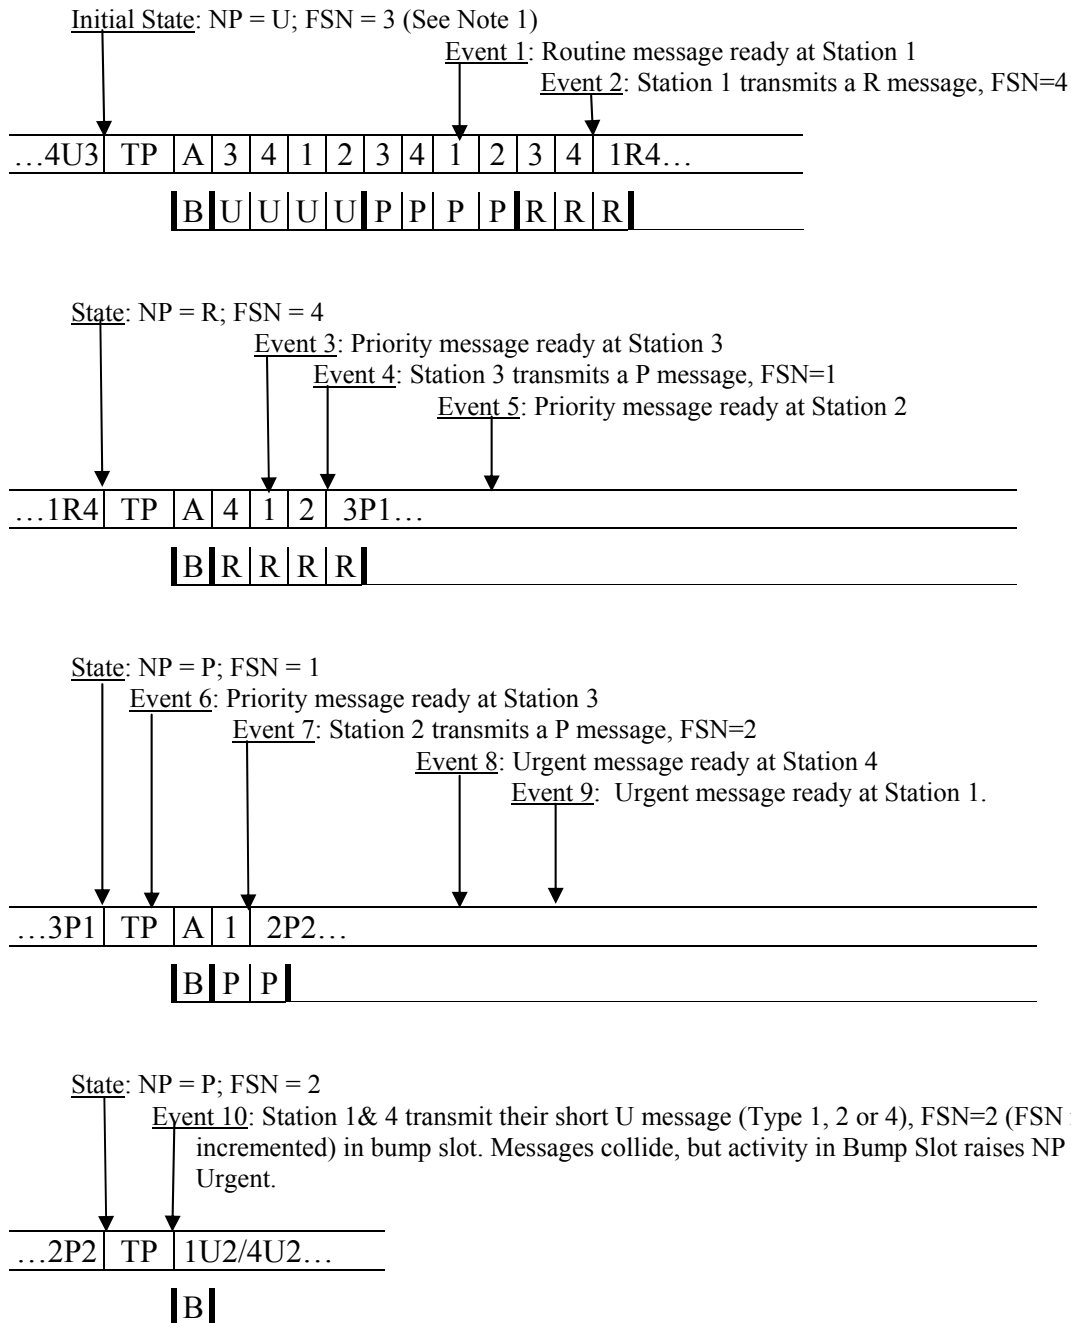 Initial State: NP = U; FSN = 3 (See Note 1)
Event 1: Routine message ready at Station 1
Event 2: Station 1 transmits a R message, FSN=4
…4U3 TP A 3 4 1 2 3 4 1 2 3 4 1R4…
B U U U U P P P P R R R
State: NP = R; FSN = 4
Event 3: Priority message ready at Station 3
Event 4: Station 3 transmits a P message, FSN=1
Event 5: Priority message ready at Station 2
…1R4 TP A 4 1 2 3P1…
B R R R R
State: NP = P; FSN = 1
Event 6: Priority message ready at Station 3
Event 7: Station 2 transmits a P message, FSN=2
Event 8: Urgent message ready at Station 4
Event 9: Urgent message ready at Station 1.
…3P1 TP A 1 2P2…
B P P
State: NP = P; FSN = 2
Event 10: Station 1& 4 transmit their short U message (Type 1, 2 or 4), FSN=2 (FSN
incremented) in bump slot. Messages collide, but activity in Bump Slot raises NP
Urgent.
…2P2 TP 1U2/4U2…
B